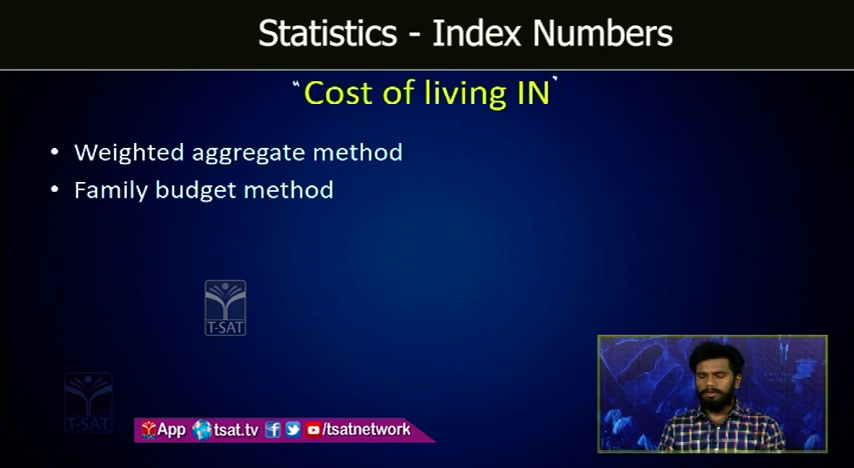 Statistics - Index Numbers
"Cost of living IN"
• Weighted aggregate method
• Family budget method
T-SAT
T-SAT
App tsat.tv /tsatnetwork